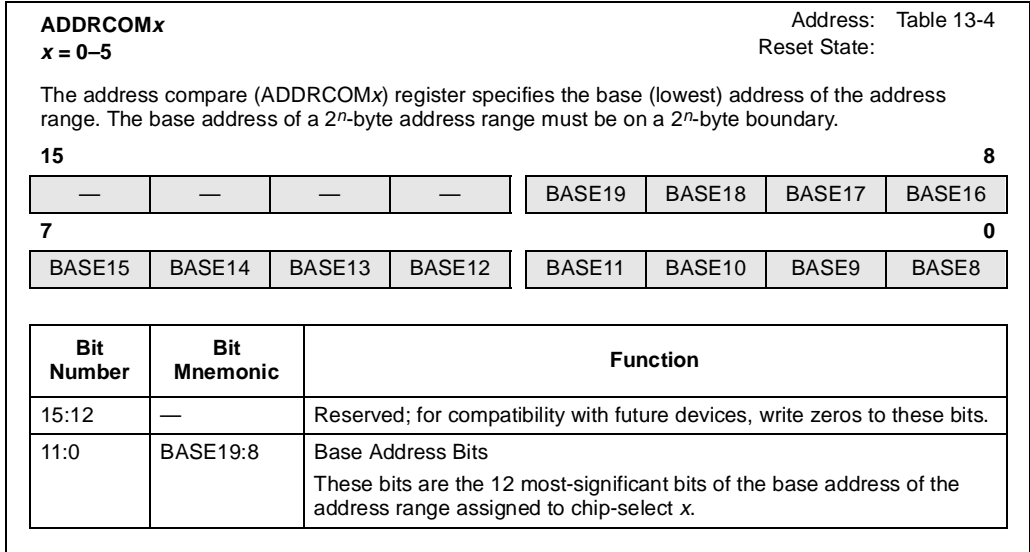 ADDRCOMx Address: Table 13-4
x = 0–5 Reset State:
The address compare (ADDRCOMx) register specifies the base (lowest) address of the address
range. The base address of a 2n-byte address range must be on a 2n-byte boundary.
15 8
— — — — BASE19 BASE18 BASE17 BASE16
7 0
BASE15 BASE14 BASE13 BASE12 BASE11 BASE10 BASE9 BASE8
Bit Number Bit Mnemonic Function
15:12 — Reserved; for compatibility with future devices, write zeros to these bits.
11:0 BASE19:8 Base Address Bits
These bits are the 12 most-significant bits of the base address of the
address range assigned to chip-select x.